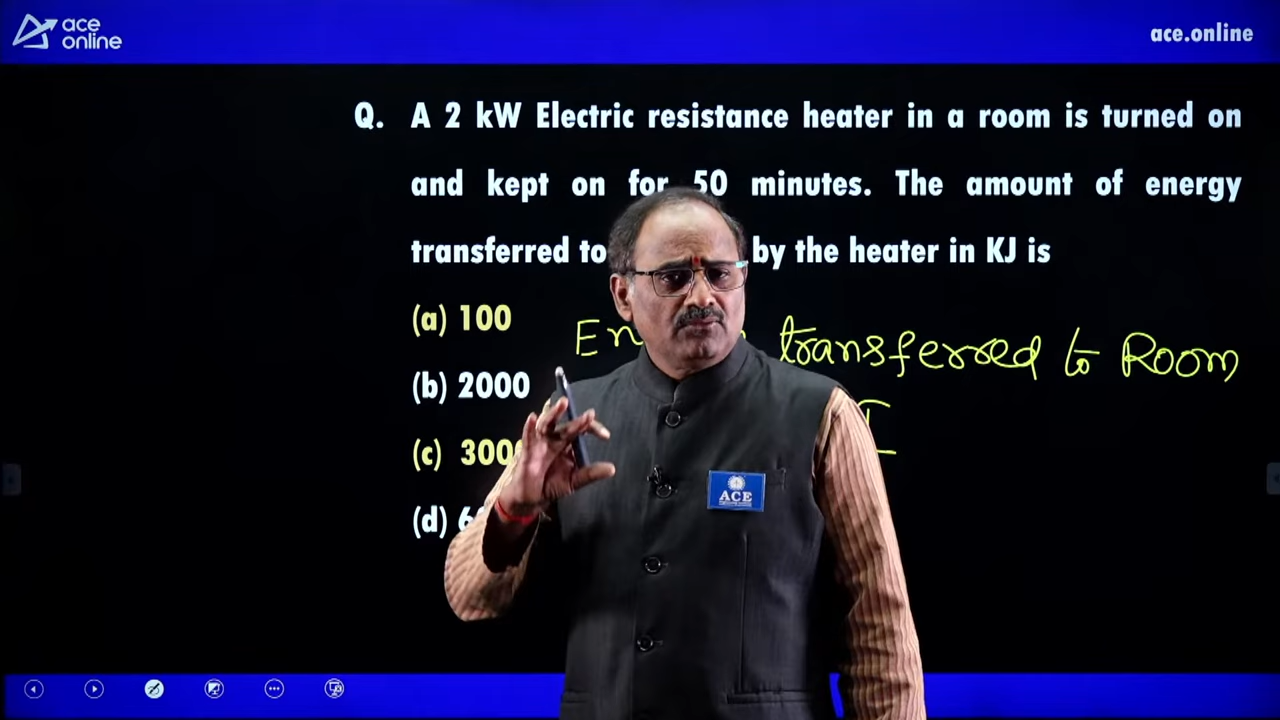 ace
online
ace.online
Q. A 2 kW Electric resistance heater in a room is turned on
and kept on for 50 minutes. The amount of energy
transferred to by the heater in KJ is
(a) 100
transferred to Room
(b) 2000
(c)
(d)
ACE